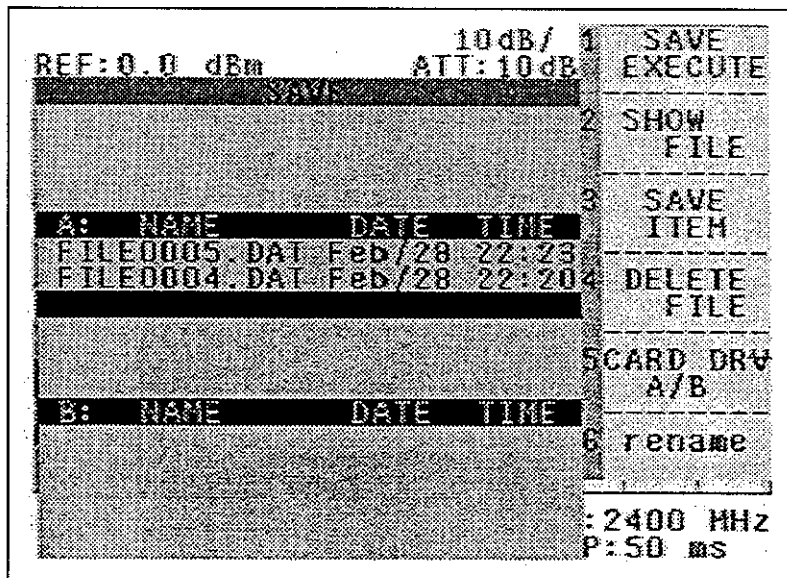 10dB/
REF:0.0 dBm ATT:10dB
SAVE
A: NAME DATE TIME
FILE0005.DAT Feb/28 22:23
FILE0004.DAT Feb/28 22:20
B: NAME DATE TIME
1 SAVE
EXECUTE
2 SHOW
FILE
3 SAVE
ITEM
4 DELETE
FILE
5 CARD DRV
A/B
6 rename
:2400 MHz
P:50 ms